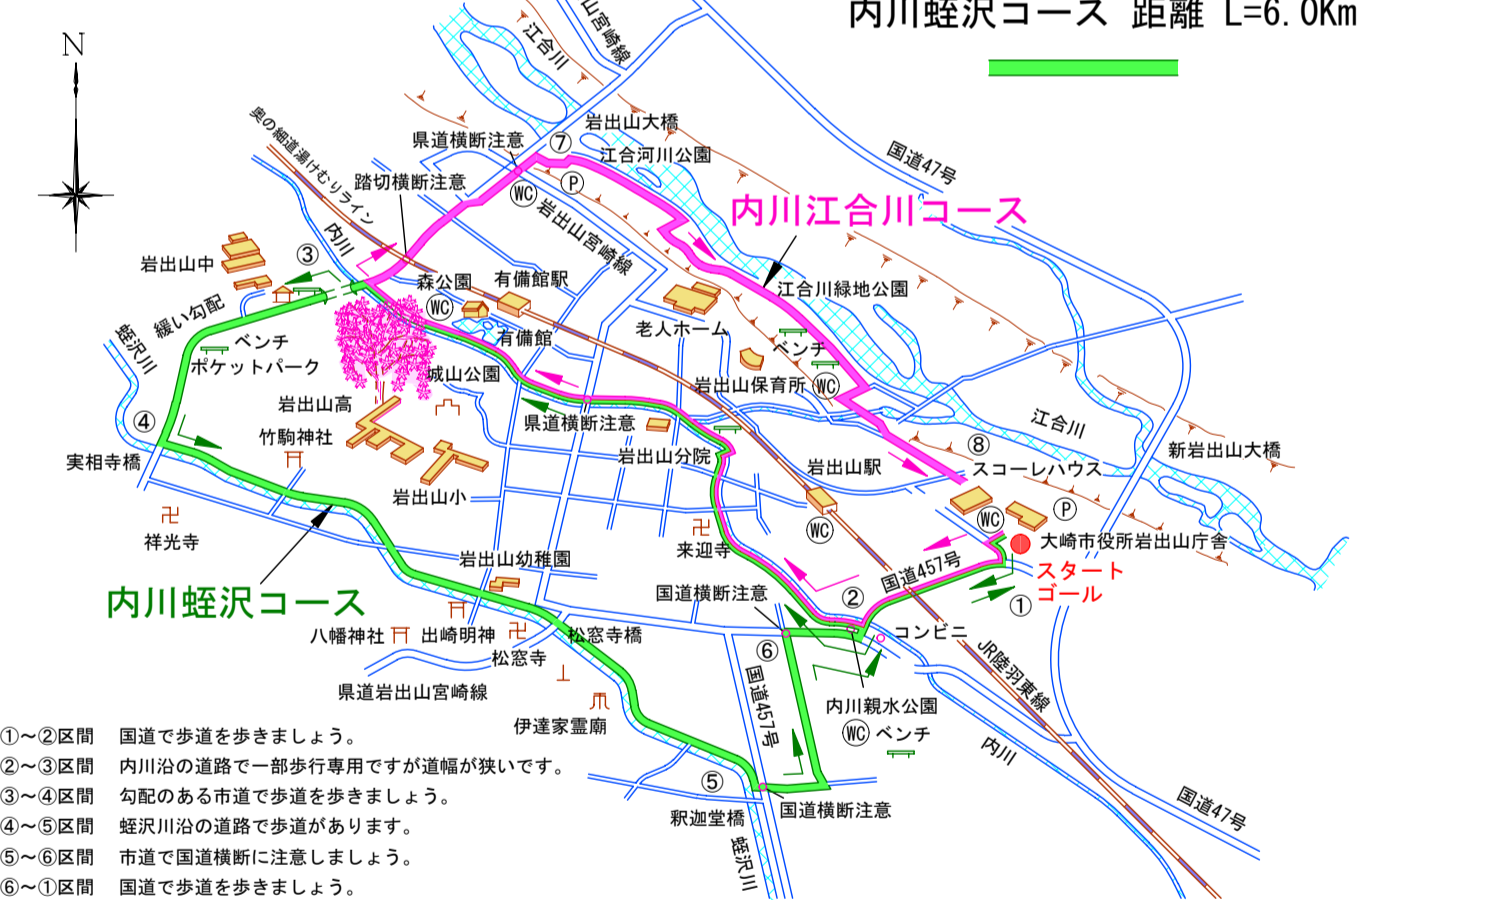 内川蛭沢コース 距離 L=6.0Km
N
山宮崎線
江合川
国道47号
岩出山大橋
県道横断注意
⑦
江合河川公園
奥の細道湯けむりライン
踏切横断注意
WC
P
岩出山宮崎線
内川江合川コース
内川
岩出山中
③
森公園
WC
有備館駅
江合川緑地公園
緩い勾配
蛭沢川
ベンチ
ポケットパーク
有備館
老人ホーム
ベンチ
城山公園
岩出山保育所
WC
岩出山高
④
竹駒神社
県道横断注意
江合川
⑧
新岩出山大橋
実相寺橋
岩出山分院
岩出山駅
スコーレハウス
岩出山小
WC
WC
P
祥光寺
来迎寺
大崎市役所岩出山庁舎
岩出山幼稚園
国道457号
スタート
ゴール
①
内川蛭沢コース
国道横断注意
②
コンビニ
八幡神社
出崎明神
松窓寺橋
松窓寺
⑥
JR陸羽東線
県道岩出山宮崎線
国道457号
内川親水公園
WC
ベンチ
伊達家霊廟
内川
⑤
国道横断注意
釈迦堂橋
国道47号
蛭沢川
①～②区間 国道で歩道を歩きましょう。
②～③区間 内川沿の道路で一部歩行専用ですが道幅が狭いです。
③～④区間 勾配のある市道で歩道を歩きましょう。
④～⑤区間 蛭沢川沿の道路で歩道があります。
⑤～⑥区間 市道で国道横断に注意しましょう。
⑥～①区間 国道で歩道を歩きましょう。